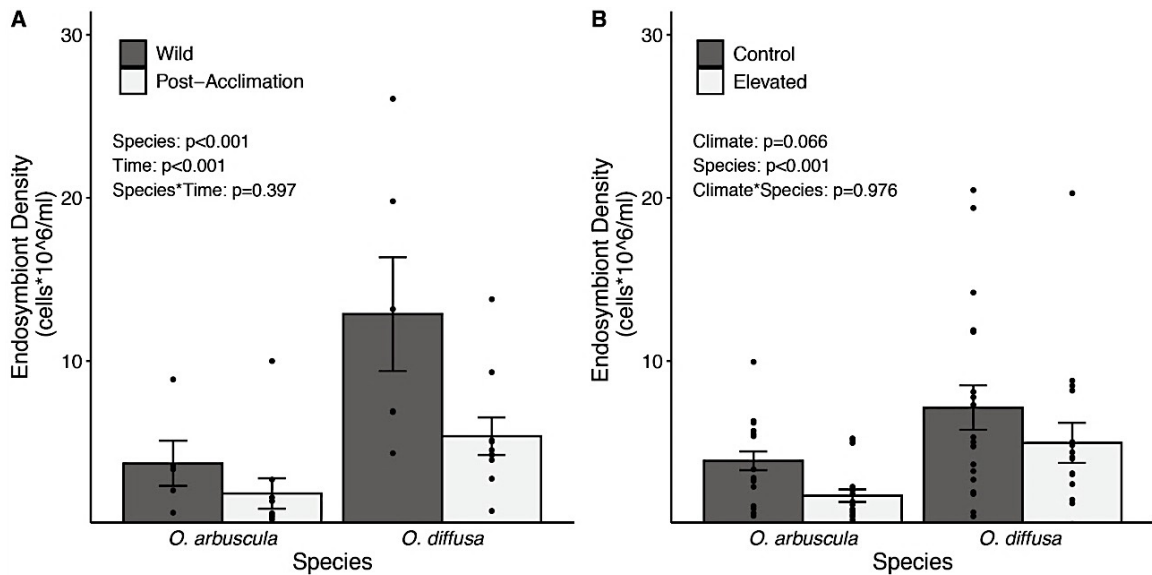 A
30
20
10
Endosymbiont Density
(cells*10^6/ml)
Wild
Post−Acclimation
Species: p<0.001
Time: p<0.001
Species*Time: p=0.397
O. arbuscula
O. diffusa
Species
B
30
20
10
Endosymbiont Density
(cells*10^6/ml)
Control
Elevated
Climate: p=0.066
Species: p<0.001
Climate*Species: p=0.976
O. arbuscula
O. diffusa
Species